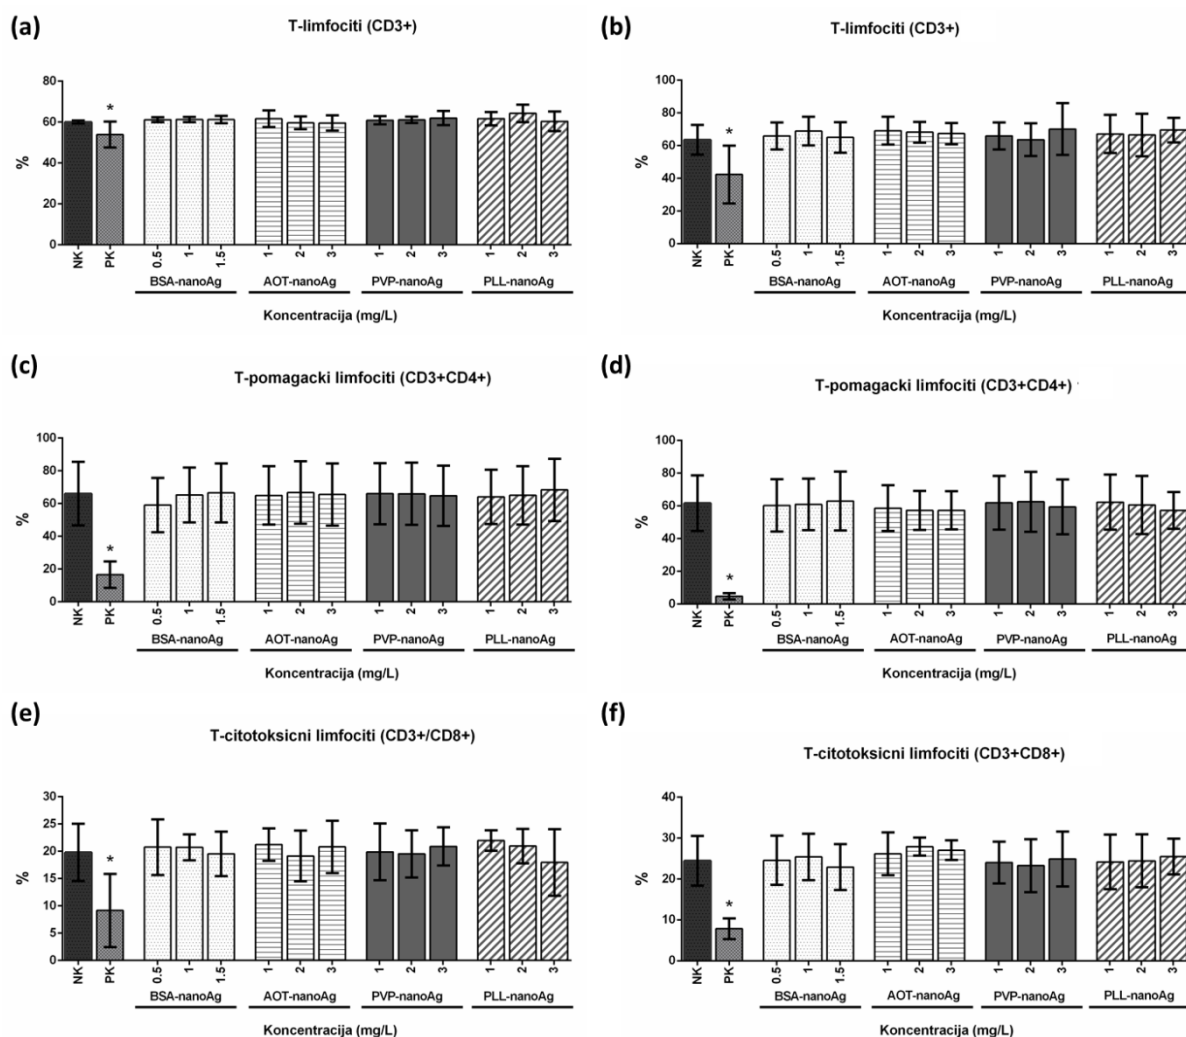 (a)
T-limfociti (CD3+)
80
60
40
20
0
%
NK PK 0.5 1 1.5 1 2 3 1 2 3 1 2 3
BSA-nanoAg AOT-nanoAg PVP-nanoAg PLL-nanoAg
Koncentracija (mg/L)
(b)
T-limfociti (CD3+)
100
80
60
40
20
0
%
NK PK 0.5 1 1.5 1 2 3 1 2 3 1 2 3
BSA-nanoAg AOT-nanoAg PVP-nanoAg PLL-nanoAg
Koncentracija (mg/L)
(c)
T-pomagacki limfociti (CD3+CD4+)
100
80
60
40
20
0
%
NK PK 0.5 1 1.5 1 2 3 1 2 3 1 2 3
BSA-nanoAg AOT-nanoAg PVP-nanoAg PLL-nanoAg
Koncentracija (mg/L)
(d)
T-pomagacki limfociti (CD3+CD4+)
100
80
60
40
20
0
%
NK PK 0.5 1 1.5 1 2 3 1 2 3 1 2 3
BSA-nanoAg AOT-nanoAg PVP-nanoAg PLL-nanoAg
Koncentracija (mg/L)
(e)
T-citotoksicni limfociti (CD3+/CD8+)
30
25
20
15
10
5
0
%
NK PK 0.5 1 1.5 1 2 3 1 2 3 1 2 3
BSA-nanoAg AOT-nanoAg PVP-nanoAg PLL-nanoAg
Koncentracija (mg/L)
(f)
T-citotoksicni limfociti (CD3+CD8+)
40
30
20
10
0
%
NK PK 0.5 1 1.5 1 2 3 1 2 3 1 2 3
BSA-nanoAg AOT-nanoAg PVP-nanoAg PLL-nanoAg
Koncentracija (mg/L)